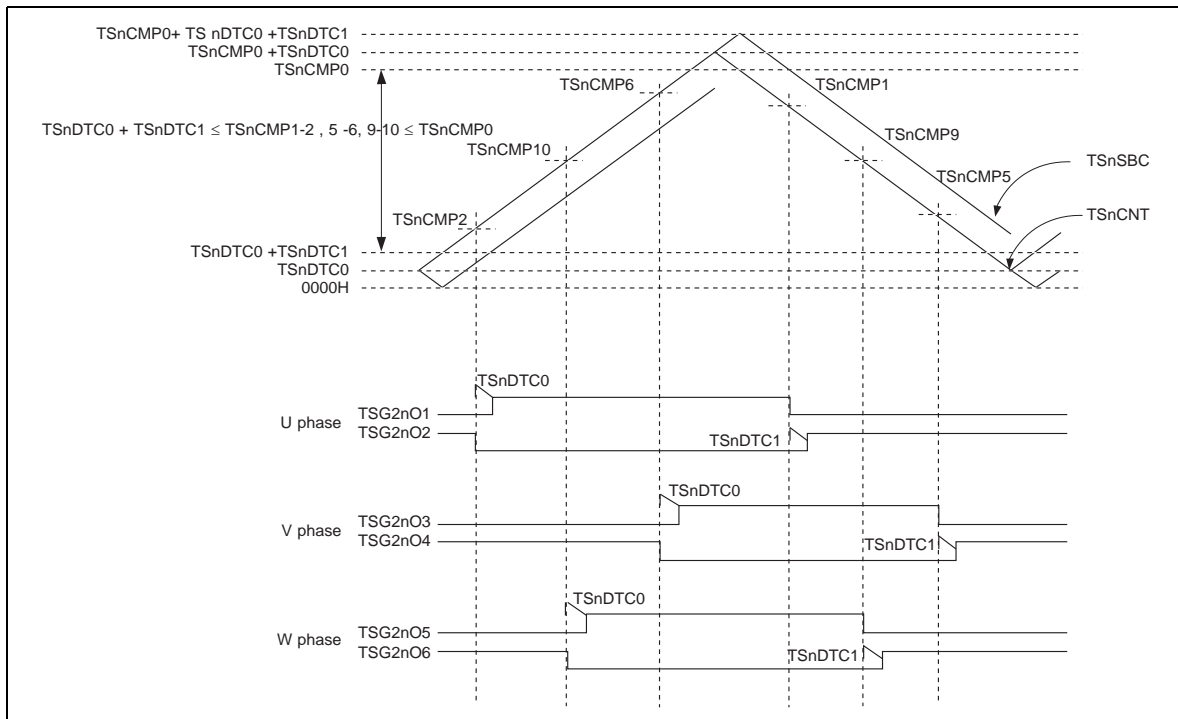 TSnCMP0+ TS nDTC0 +TSnDTC1
TSnCMP0 +TSnDTC0
TSnCMP0
TSnCMP6
TSnCMP1
TSnDTC0 + TSnDTC1 ≤ TSnCMP1-2 , 5 -6, 9-10 ≤ TSnCMP0
TSnCMP10
TSnCMP9
TSnCMP5
TSnSBC
TSnCMP2
TSnCNT
TSnDTC0 +TSnDTC1
TSnDTC0
0000H
TSnDTC0
U phase
TSG2nO1
TSG2nO2
TSnDTC1
TSnDTC0
V phase
TSG2nO3
TSG2nO4
TSnDTC1
TSnDTC0
W phase
TSG2nO5
TSG2nO6
TSnDTC1